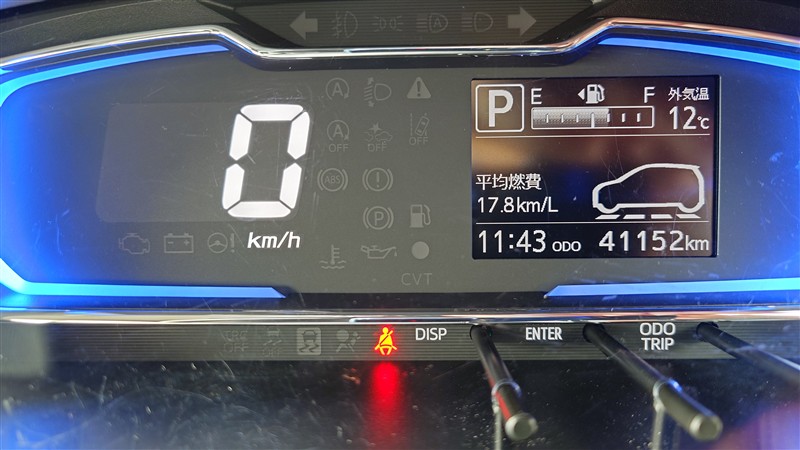 OFF
OFF
OFF
ABS
P
CVT
0
km/h
P
E
F
外気温
12℃
平均燃費
17.8km/L
11:43 ODO 41152km
DISP
ENTER
ODO
TRIP